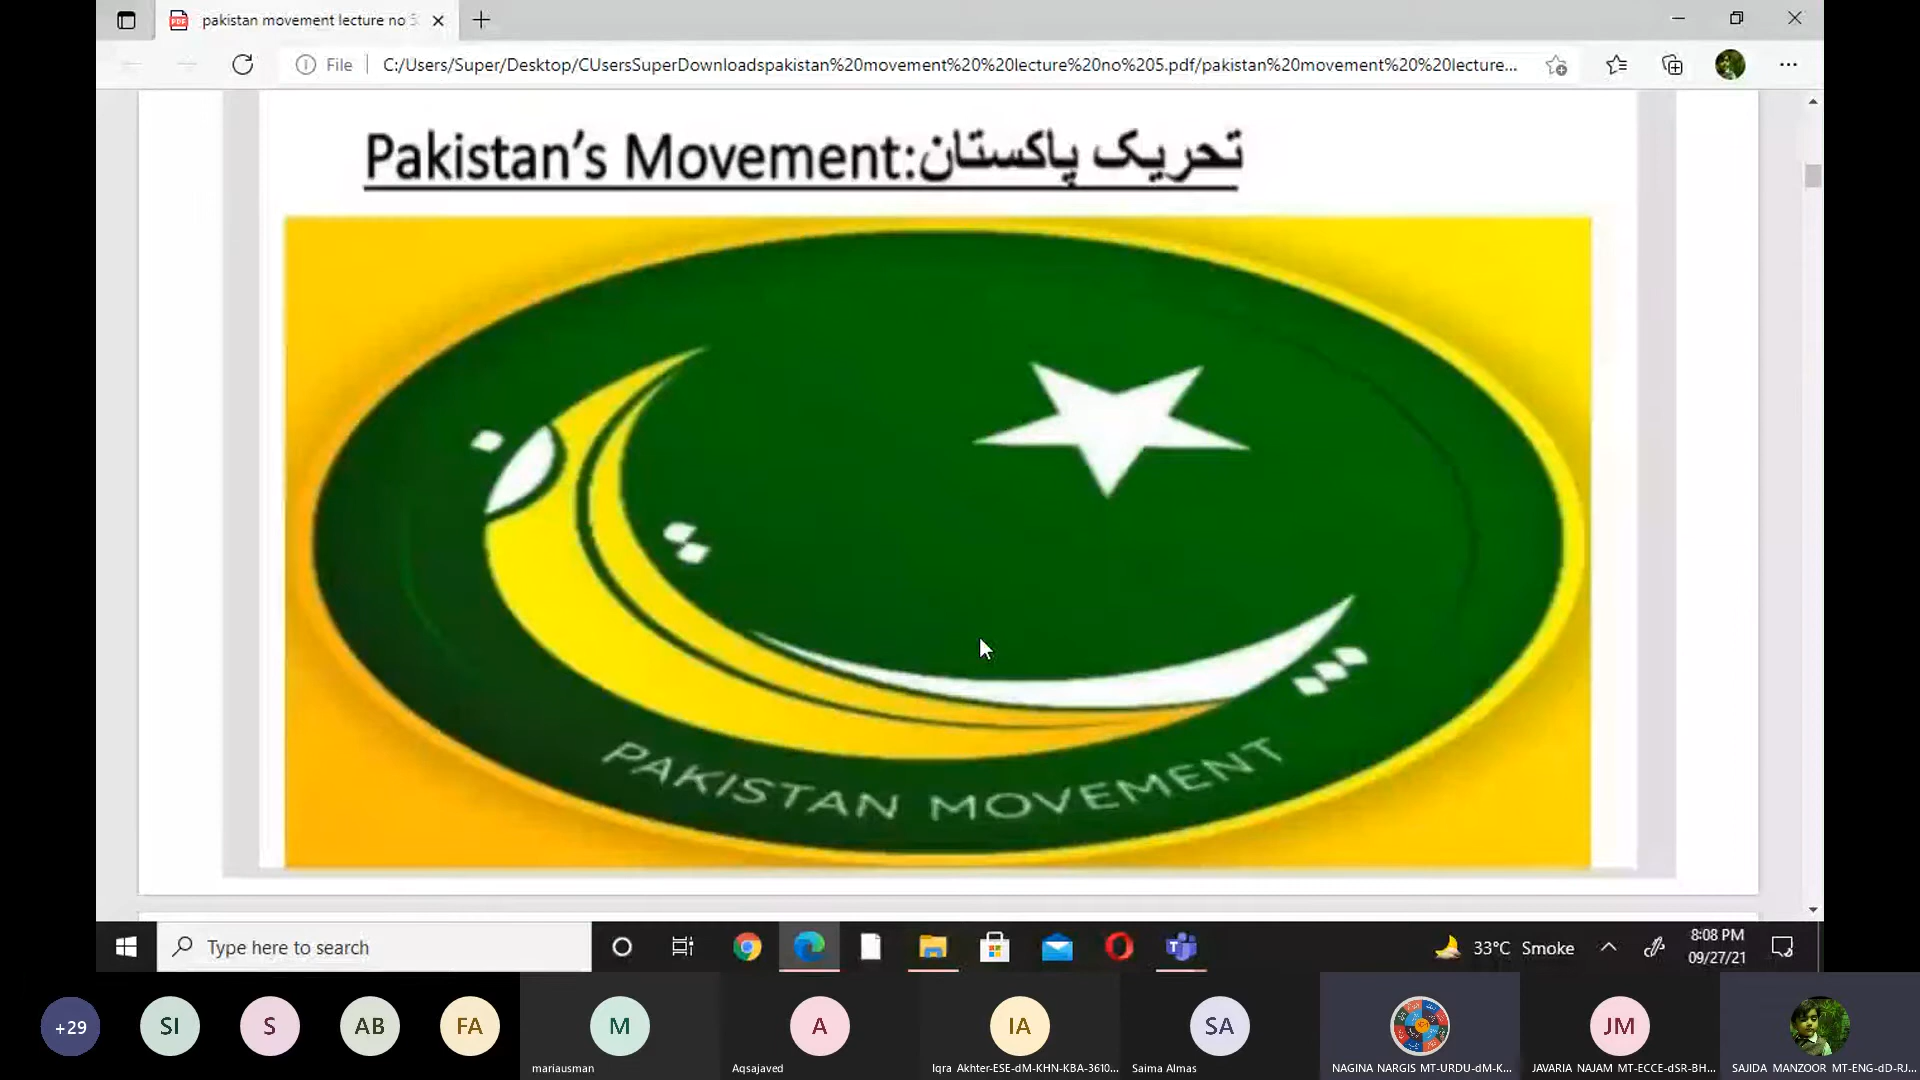 pakistan movement lecture no 5
File
C:/Users/Super/Desktop/CUsersSuperDownloadspakistan%20movement%20%20lecture%20no%205.pdf/pakistan%20movement%20%20lecture...
Pakistan's Movement:تحریک پاکستان
PAKISTAN MOVEMENT
Type here to search
33°C Smoke
8:08 PM
09/27/21
+29
SI
S
AB
FA
M
A
IA
SA
JM
mariausman
Aqsajaved
Iqra Akhter-ESE-dM-KHN-KBA-3610...
Saima Almas
NAGINA NARGIS MT-URDU-dM-K...
JAVARIA NAJAM MT-ECCE-dSR-BH...
SAJIDA MANZOOR MT-ENG-dD-RJ...